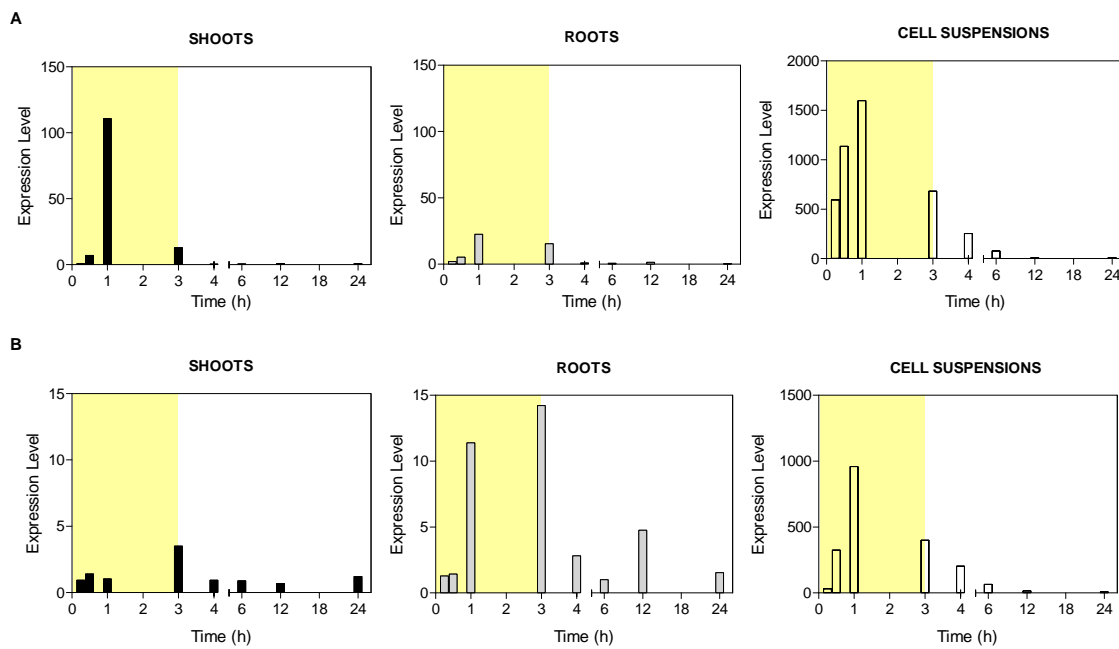 A
SHOOTS
Expression Level
150
100
50
0
0 1 2 3 4 6 12 18 24
Time (h)
ROOTS
Expression Level
150
100
50
0
0 1 2 3 4 6 12 18 24
Time (h)
CELL SUSPENSIONS
Expression Level
2000
1500
1000
500
0
0 1 2 3 4 6 12 18 24
Time (h)
B
SHOOTS
Expression Level
15
10
5
0
0 1 2 3 4 6 12 18 24
Time (h)
ROOTS
Expression Level
15
10
5
0
0 1 2 3 4 6 12 18 24
Time (h)
CELL SUSPENSIONS
Expression Level
1500
1000
500
0
0 1 2 3 4 6 12 18 24
Time (h)